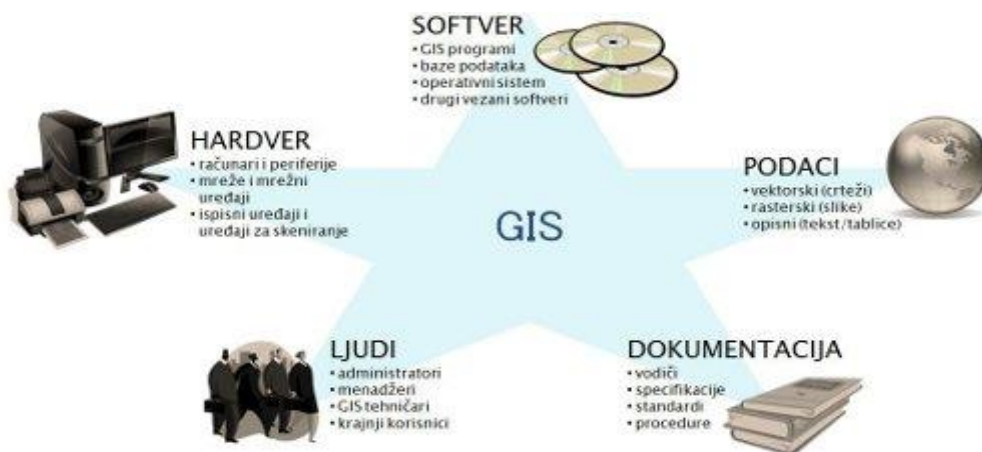 SOFTVER
• GIS programi
• baze podataka
• operativni sistem
• drugi vezani softveri
HARDVER
• računari i periferije
• mreže i mrežni
uređaji
• ispisni uređaji i
uređaji za skeniranje
PODACI
• vektorski (crteži)
• rasterski (slike)
• opisni (tekst/tablice)
GIS
LJUDI
• administratori
• menadžeri
• GIS tehničari
• krajnji korisnici
DOKUMENTACIJA
• vodiči
• specifikacije
• standardi
• procedure